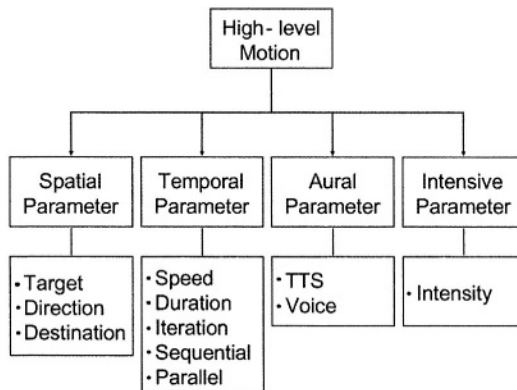 High-level
Motion
Spatial
Parameter
Temporal
Parameter
Aural
Parameter
Intensive
Parameter
• Target
• Direction
• Destination
• Speed
• Duration
• Iteration
• Sequential
• Parallel
• TTS
• Voice
• Intensity